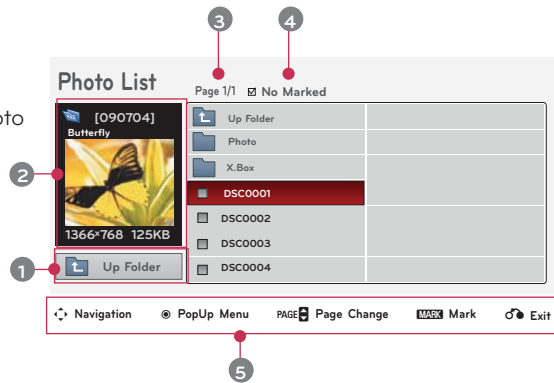 3
4
Photo List
Page 1/1 No Marked
oto
[090704]
Butterfly
1366×768 125KB
Up Folder
Up Folder
Photo
X.Box
DSC0001
DSC0002
DSC0003
DSC0004
2
1
Navigation PopUp Menu PAGE Page Change MARK Mark Exit
5